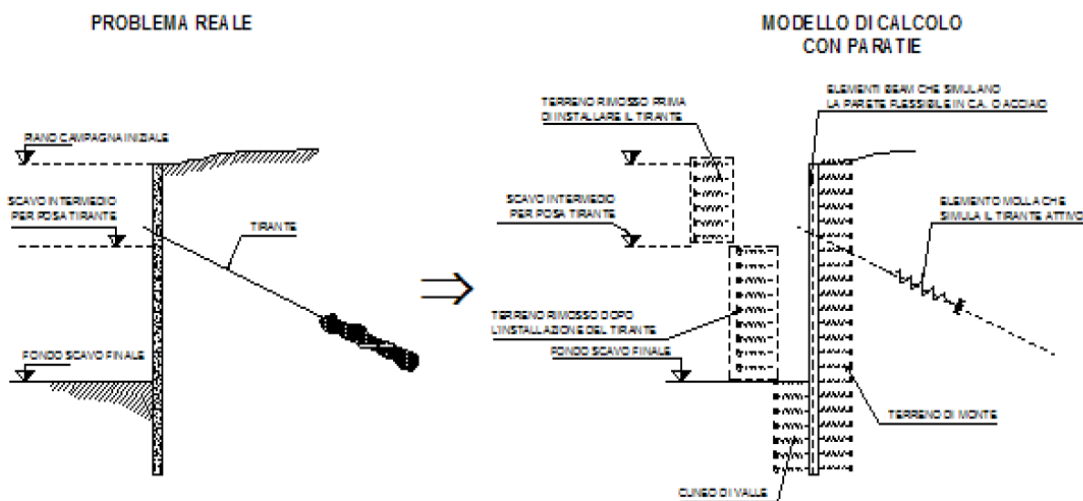 PROBLEMA REALE
PIANO CAMPAGNA INIZIALE
SCAVO INTERMEDIO
PER POSA TIRANTE
TIRANTE
FONDO SCAVO FINALE
MODELLO DI CALCOLO
CON PARATIE
TERRENO RIMOSSO PRIMA
DI INSTALLARE IL TIRANTE
ELEMENTI BEAM CHE SIMULANO
LA PARETE FLESSIBILE IN C.A. O ACCIAIO
SCAVO INTERMEDIO
PER POSA TIRANTE
ELEMENTO MOLLA CHE
SIMULA IL TIRANTE ATTIVO
TERRENO RIMOSSO DOPO
L'INSTALLAZIONE DEL TIRANTE
FONDO SCAVO FINALE
TERRENO DI MONTE
CUNEO DI VALLE